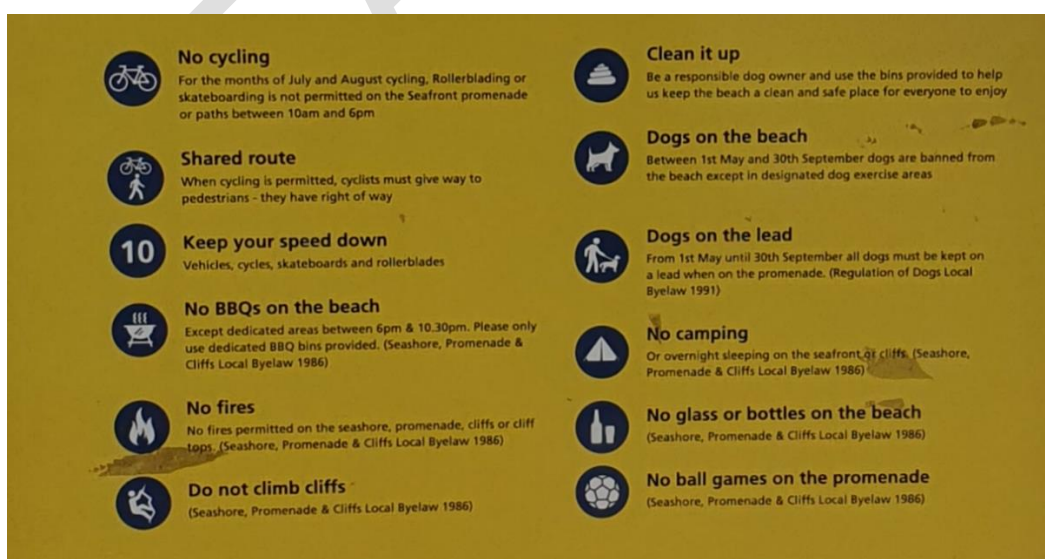 No cycling
For the months of July and August cycling, Rollerblading or
skateboarding is not permitted on the Seafront promenade
or paths between 10am and 6pm
Shared route
When cycling is permitted, cyclists must give way to
pedestrians - they have right of way
10
Keep your speed down
Vehicles, cycles, skateboards and rollerblades
No BBQs on the beach
Except dedicated areas between 6pm & 10.30pm. Please only
use dedicated BBQ bins provided. (Seashore, Promenade &
Cliffs Local Byelaw 1986)
No fires
No fires permitted on the seashore, promenade, cliffs or cliff
tops. (Seashore, Promenade & Cliffs Local Byelaw 1986)
Do not climb cliffs
(Seashore, Promenade & Cliffs Local Byelaw 1986)
Clean it up
Be a responsible dog owner and use the bins provided to help
us keep the beach a clean and safe place for everyone to enjoy
Dogs on the beach
Between 1st May and 30th September dogs are banned from
the beach except in designated dog exercise areas
Dogs on the lead
From 1st May until 30th September all dogs must be kept on
a lead when on the promenade. (Regulation of Dogs Local
Byelaw 1991)
No camping
Or overnight sleeping on the seafront or cliffs. (Seashore,
Promenade & Cliffs Local Byelaw 1986)
No glass or bottles on the beach
(Seashore, Promenade & Cliffs Local Byelaw 1986)
No ball games on the promenade
(Seashore, Promenade & Cliffs Local Byelaw 1986)